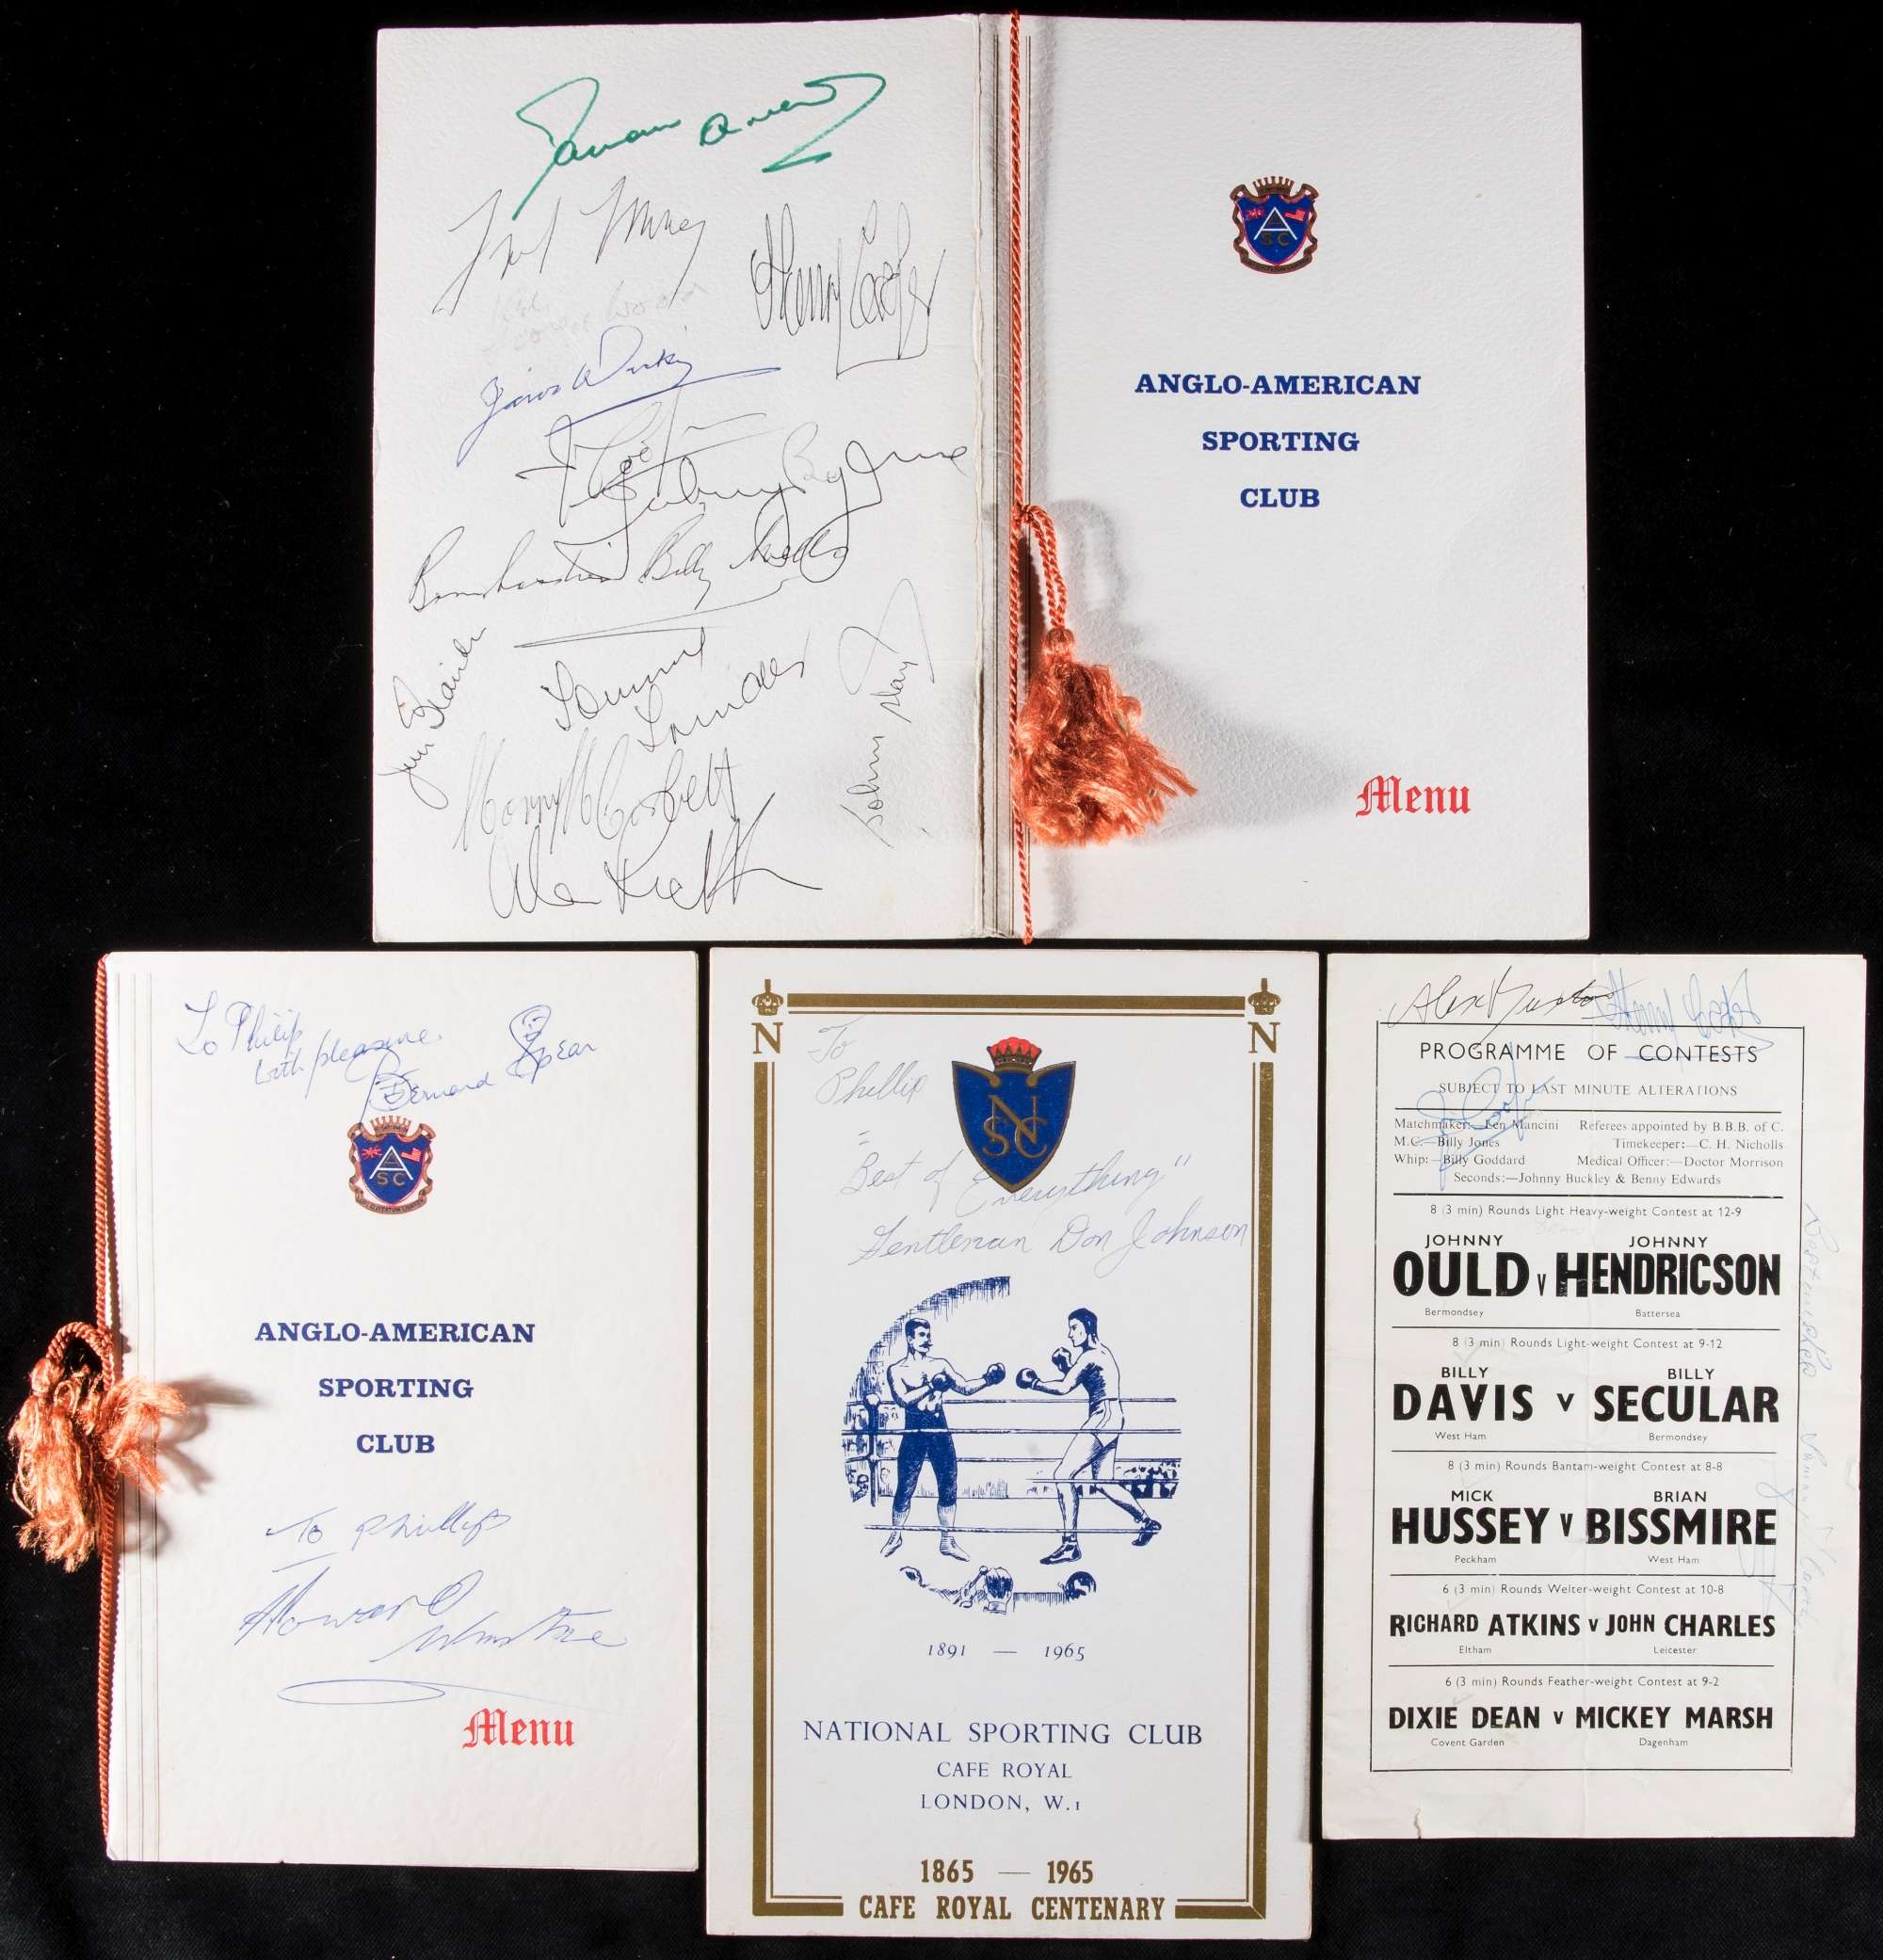 Henry Cooper
A
S C
ANGLO-AMERICAN
SPORTING
CLUB
Bombardier Billy Wells
Johnny
Menu
To Philip
with pleasure.
Bernard Spear
A
S C
ANGLO-AMERICAN
SPORTING
CLUB
To Phillip
Howard
Winstone
Menu
N
N
To
Phillip
N
S C
"Best of Everything"
Gentleman Don Johnson
1891 — 1965
NATIONAL SPORTING CLUB
CAFE ROYAL
LONDON, W.1
1865 — 1965
CAFE ROYAL CENTENARY
Henry Cooper
PROGRAMME OF CONTESTS
SUBJECT TO LAST MINUTE ALTERATIONS
Matchmaker:—Len Mancini Referees appointed by B.B.B. of C.
M.C.—Billy Jones Timekeeper:—C. H. Nicholls
Whip:—Billy Goddard Medical Officer:—Doctor Morrison
Seconds:—Johnny Buckley & Benny Edwards
8 (3 min) Rounds Light Heavy-weight Contest at 12-9
JOHNNY JOHNNY
OULD v HENDRICSON
Bermondsey Battersea
8 (3 min) Rounds Light-weight Contest at 9-12
BILLY BILLY
DAVIS v SECULAR
West Ham Bermondsey
8 (3 min) Rounds Bantam-weight Contest at 8-8
MICK BRIAN
HUSSEY v BISSMIRE
Peckham West Ham
6 (3 min) Rounds Welter-weight Contest at 10-8
RICHARD ATKINS v JOHN CHARLES
Eltham Leicester
6 (3 min) Rounds Feather-weight Contest at 9-2
DIXIE DEAN v MICKEY MARSH
Covent Garden Dagenham